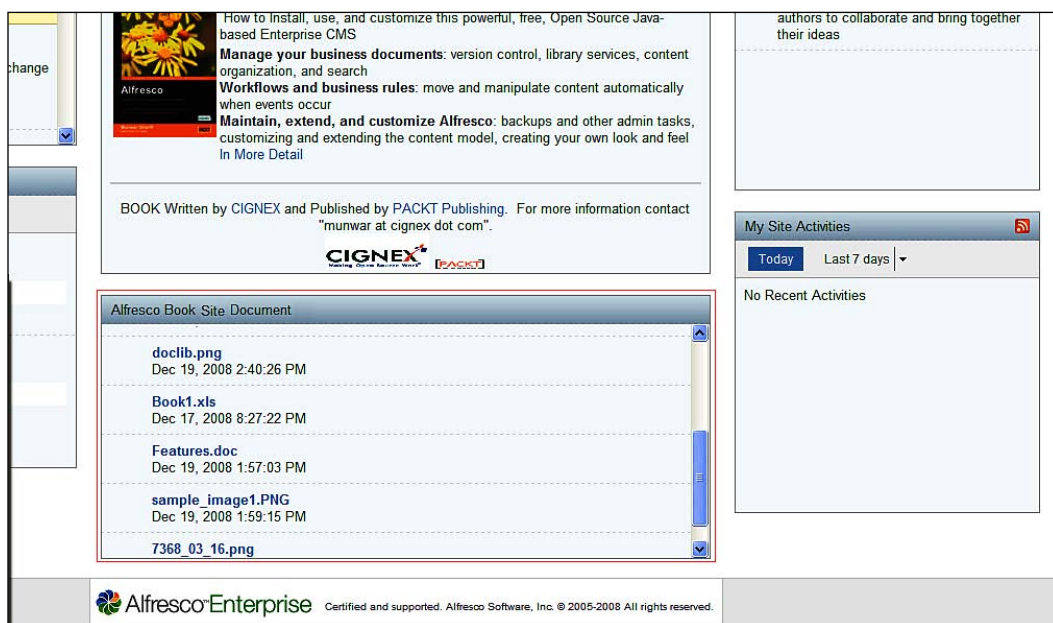 change
How to Install, use, and customize this powerful, free, Open Source Java-
based Enterprise CMS
Manage your business documents: version control, library services, content
organization, and search
Workflows and business rules: move and manipulate content automatically
when events occur
Maintain, extend, and customize Alfresco: backups and other admin tasks,
customizing and extending the content model, creating your own look and feel
In More Detail
Alfresco
BOOK Written by CIGNEX and Published by PACKT Publishing. For more information contact
"munwar at cignex dot com".
CIGNEX
Making Open Source Work
[PACKT]
Alfresco Book Site Document
doclib.png
Dec 19, 2008 2:40:26 PM
Book1.xls
Dec 17, 2008 8:27:22 PM
Features.doc
Dec 19, 2008 1:57:03 PM
sample_image1.PNG
Dec 19, 2008 1:59:15 PM
7368_03_16.png
authors to collaborate and bring together
their ideas
My Site Activities
Today Last 7 days
No Recent Activities
Alfresco™ Enterprise Certified and supported. Alfresco Software, Inc. © 2005-2008 All rights reserved.